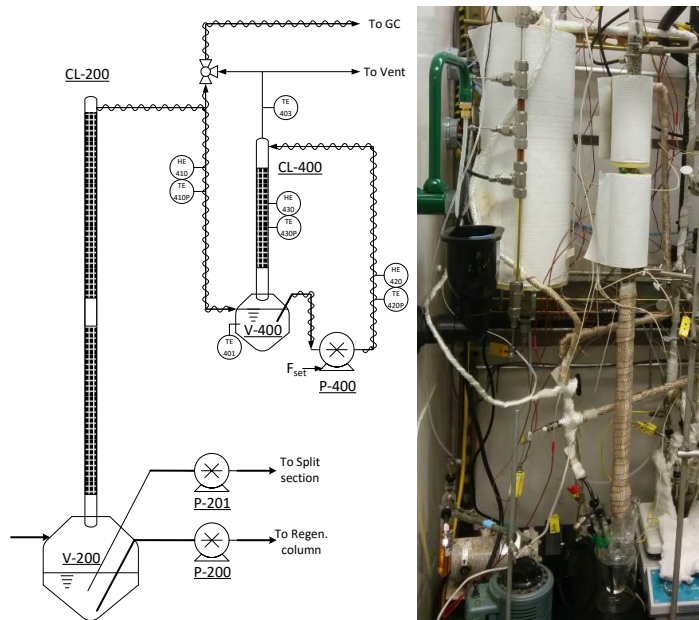 To GC
CL-200
To Vent
TE
403
CL-400
HE
410
TE
410P
HE
430
TE
430P
HE
420
TE
420P
V-400
TE
401
Fset
P-400
To Split
section
P-201
To Regen.
column
V-200
P-200